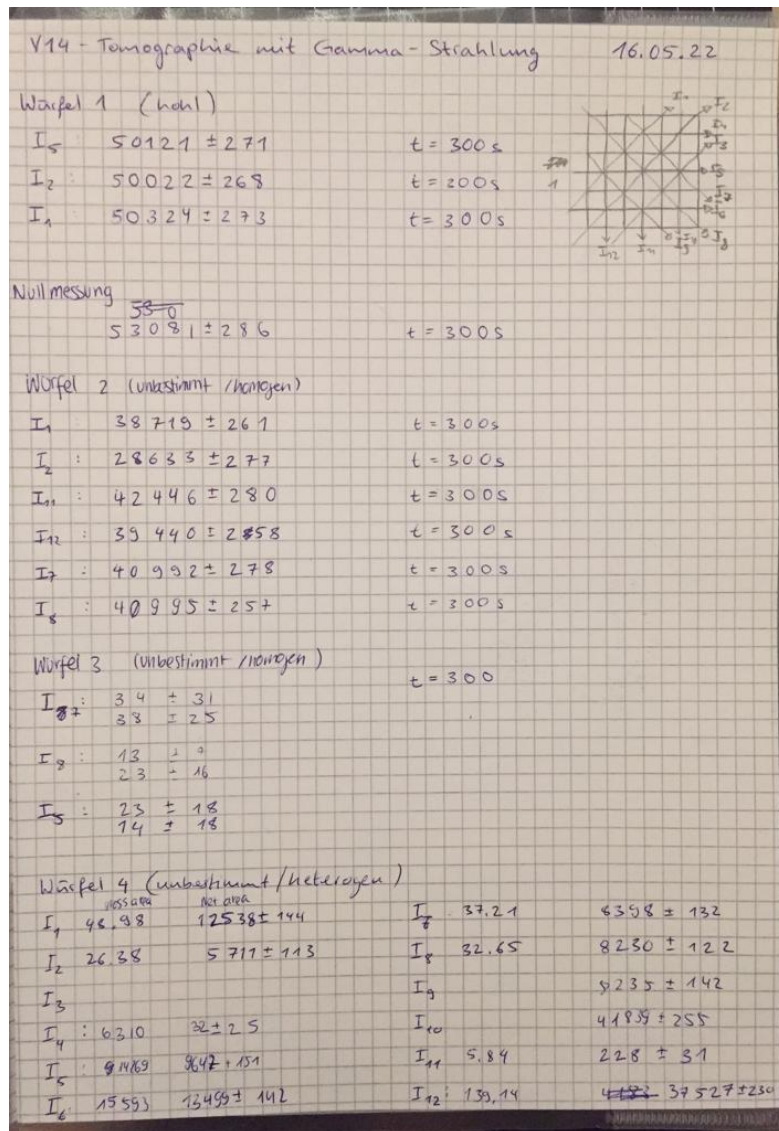 V14 - Tomographie mit Gamma-Strahlung 16.05.22
Würfel 1 (hohl)
I5 50121 ± 271 t = 300s
I2 : 50022 ± 268 t = 200s
I1 : 50324 ± 273 t = 300s
Nullmessung
53081 ± 286 t = 300s
Würfel 2 (unbestimmt / homogen)
I1 38719 ± 261 t = 300s
I2 : 28633 ± 277 t = 300s
I11 : 42446 ± 280 t = 300s
I12 : 39440 ± 258 t = 300s
I7 : 40992 ± 278 t = 300s
I8 : 40995 ± 257 t = 300s
Würfel 3 (unbestimmt / homogen) t = 300
I7 : 34 ± 31
38 ± 25
13 ±
23 ± 16
I5 : 23 ± 18
14 ± 18
Würfel 4 (unbestimmt / heterogen)
net area
I1 48.98 12538 ± 144 37.21 8398 ± 132
I2 26.38 5711 ± 113 I8 32.65 8230 ± 122
I3 I9 ± 142
I4 : 6310 32 ± 25 I10 41839 ± 255
I5 : 9642 ± 151 I11 5.84 228 ± 31
I6 : 15593 13499 ± 142 I12 : 139,14 37527 ± 230